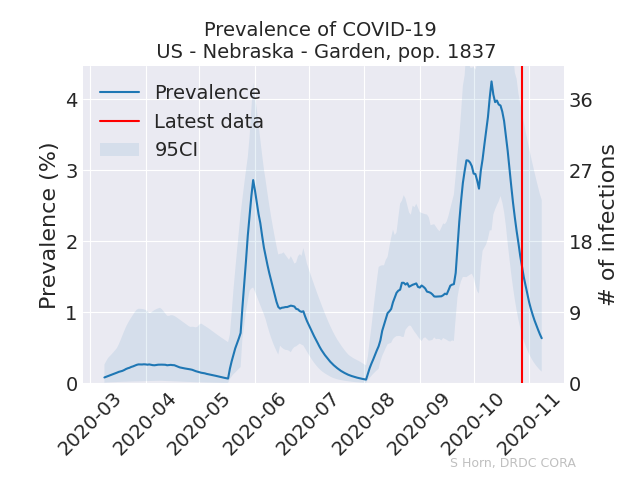 Prevalence of COVID-19
US - Nebraska - Garden, pop. 1837
Prevalence
Latest data
95CI
Prevalence (%)
4
3
2
1
0
# of infections
36
27
18
9
0
2020-03
2020-04
2020-05
2020-06
2020-07
2020-08
2020-09
2020-10
2020-11
S Horn, DRDC CORA